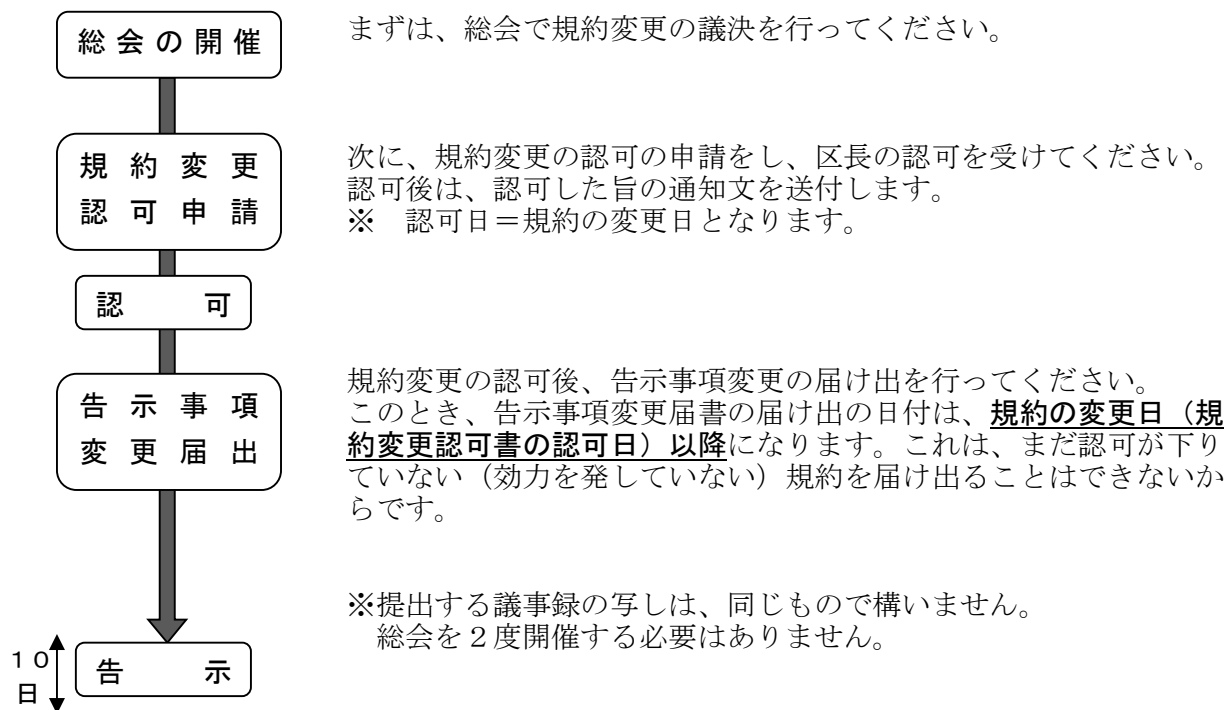 総会の開催
まずは、総会で規約変更の議決を行ってください。
規約変更
認可申請
次に、規約変更の認可の申請をし、区長の認可を受けてください。
認可後は、認可した旨の通知文を送付します。
※　認可日＝規約の変更日となります。
認　可
告示事項
変更届出
規約変更の認可後、告示事項変更の届け出を行ってください。
このとき、告示事項変更届書の届け出の日付は、規約の変更日（規
約変更認可書の認可日）以降になります。これは、まだ認可が下り
ていない（効力を発していない）規約を届け出ることはできないか
らです。
※提出する議事録の写しは、同じもので構いません。
総会を２度開催する必要はありません。
１０
日
告　示